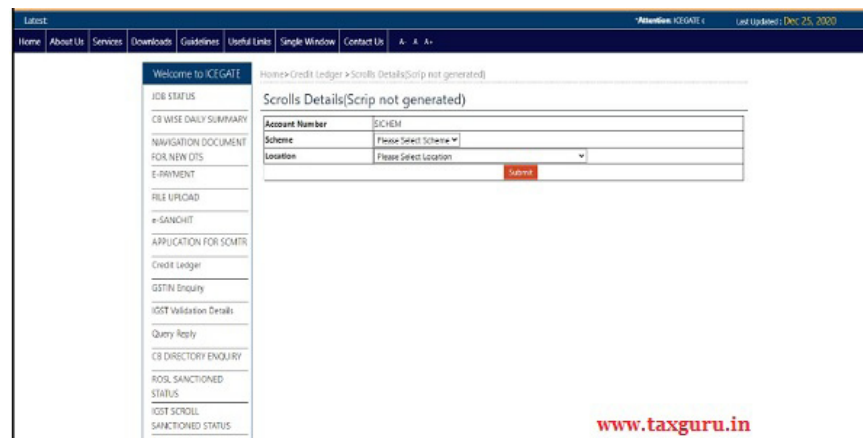 Latest:
*Attention: ICEGATE (
Last Updated : Dec 25, 2020
Home About Us Services Downloads Guidelines Useful Links Single Window Contact Us A- A A+
Welcome to ICEGATE
JOB STATUS
CB WISE DAILY SUMMARY
NAVIGATION DOCUMENT
FOR NEW DTS
E-PAYMENT
FILE UPLOAD
e-SANCHIT
APPLICATION FOR SCMTR
Credit Ledger
GSTIN Enquiry
IGST Validation Details
Query Reply
CB DIRECTORY ENQUIRY
ROSL SANCTIONED
STATUS
IGST SCROLL
SANCTIONED STATUS
Home>Credit Ledger >Scrolls Details(Scrip not generated)
Scrolls Details(Scrip not generated)
Account Number SICHEM
Scheme Please Select Scheme
Location Please Select Location
Submit
www.taxguru.in